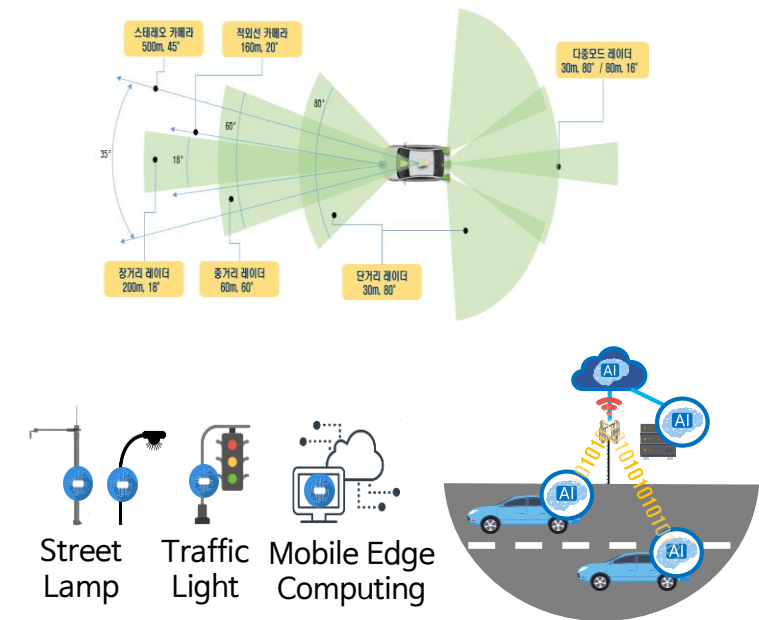 스테레오 카메라
500m, 45°
적외선 카메라
160m, 20°
다중모드 레이더
30m, 80° / 80m, 16°
80°
60°
35°
18°
장거리 레이더
200m, 18°
중거리 레이더
60m, 60°
단거리 레이더
30m, 80°
AI
AI
10101
10101010101
AI
AI
Street
Lamp
Traffic
Light
Mobile Edge
Computing